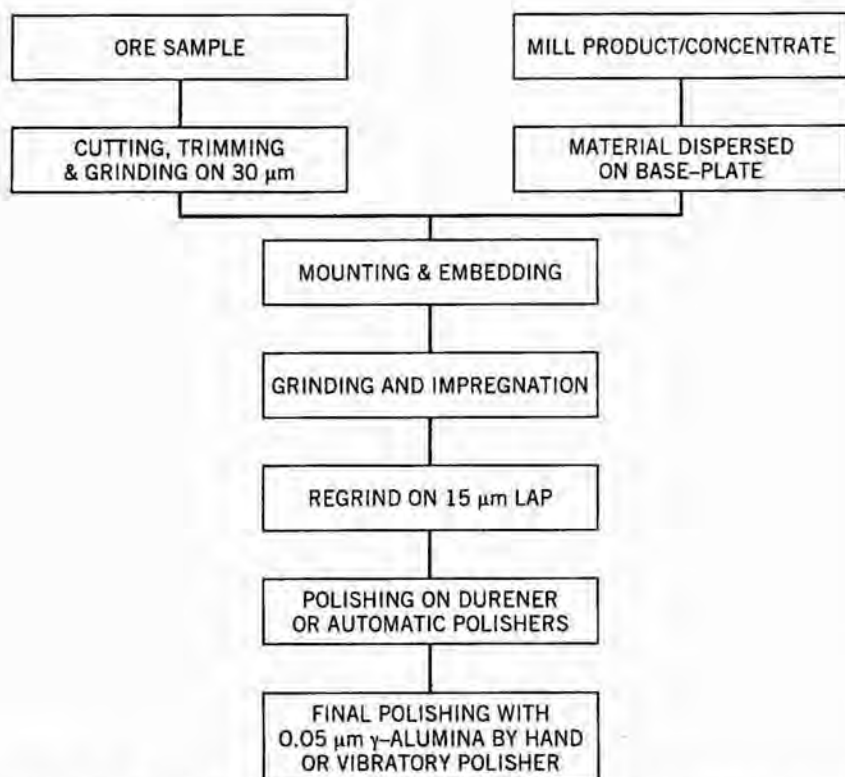 ORE SAMPLE
MILL PRODUCT/CONCENTRATE
CUTTING, TRIMMING
& GRINDING ON 30 µm
MATERIAL DISPERSED
ON BASE–PLATE
MOUNTING & EMBEDDING
GRINDING AND IMPREGNATION
REGRIND ON 15 µm LAP
POLISHING ON DURENER
OR AUTOMATIC POLISHERS
FINAL POLISHING WITH
0.05 µm γ–ALUMINA BY HAND
OR VIBRATORY POLISHER